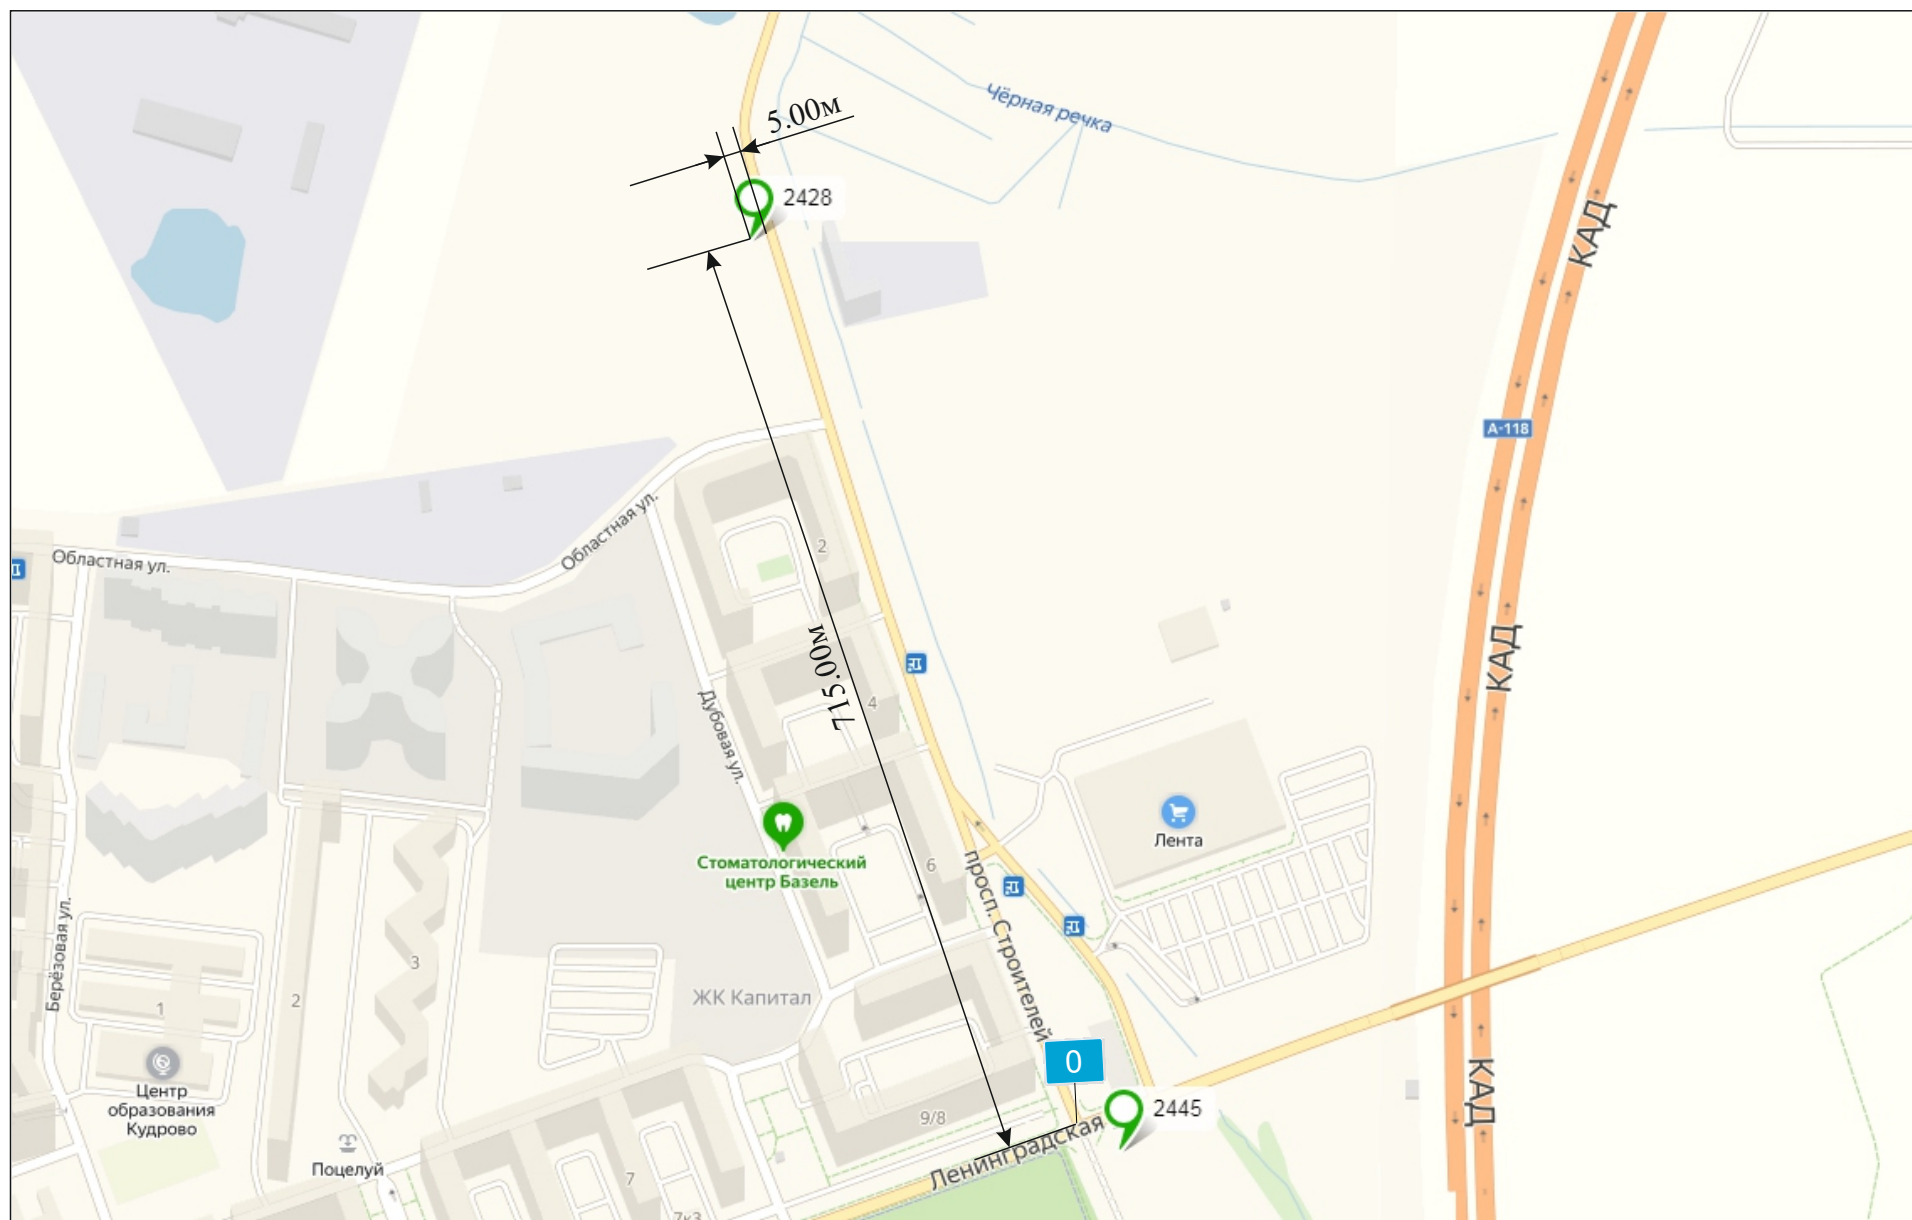 5.00м
Чёрная речка
2428
КАД
А-118
Областная ул.
Областная ул.
2
715.00м
КАД
4
Дубовая ул.
Лента
Стоматологический
центр Базель
6
просп. Строителей
Берёзовая ул.
3
2
1
ЖК Капитал
0
Центр
образования
Кудрово
КАД
9/8
2445
Ленинградская
Поцелуй
7
7к3